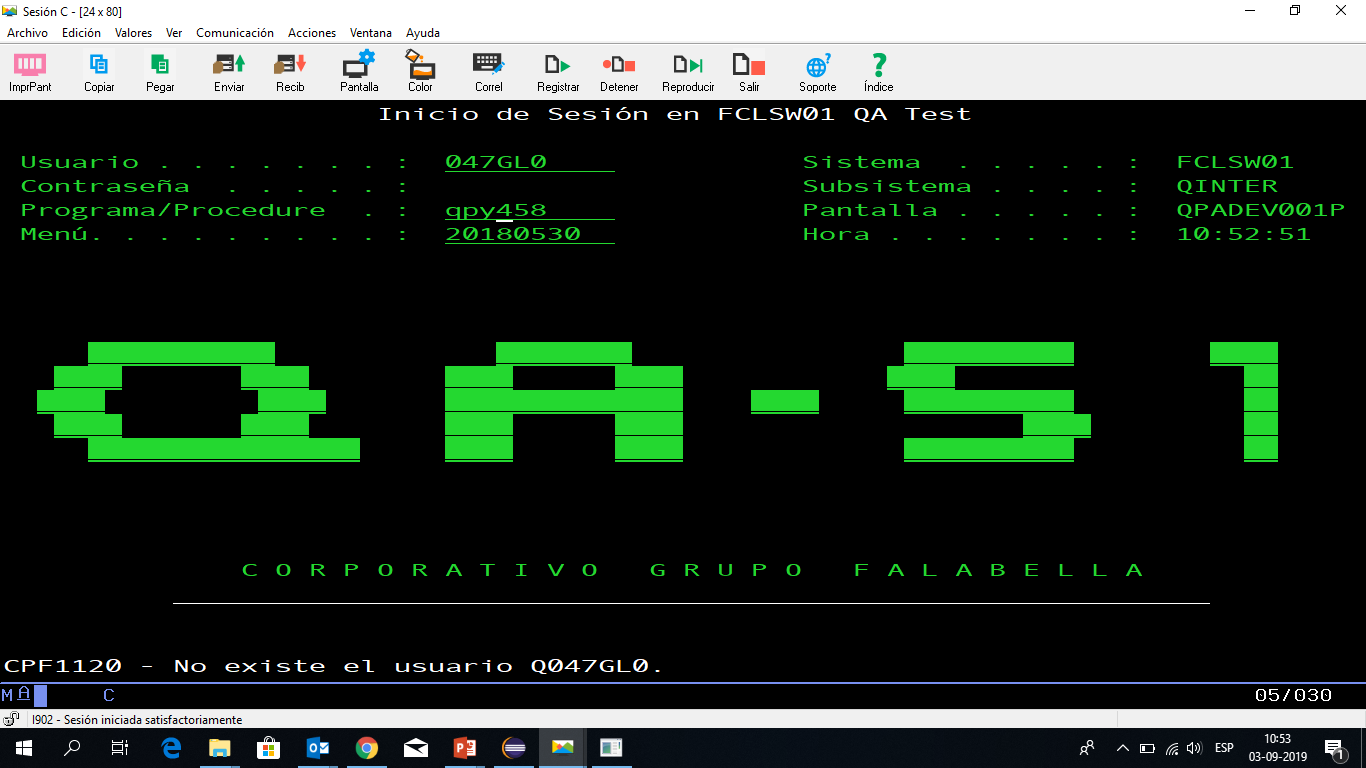 Sesión C - [24 x 80]
Archivo Edición Valores Ver Comunicación Acciones Ventana Ayuda
ImprPant Copiar Pegar Enviar Recib Pantalla Color Correl Registrar Detener Reproducir Salir Soporte Índice
Inicio de Sesión en FCLSW01 QA Test
Usuario . . . . . . . : 047GL0 Sistema . . . . . : FCLSW01
Contraseña . . . . . : Subsistema . . . . : QINTER
Programa/Procedure . : qpy458 Pantalla . . . . . : QPADEV001P
Menú. . . . . . . . . : 20180530 Hora . . . . . . . : 10:52:51
QA-S1
C O R P O R A T I V O G R U P O F A L A B E L L A
CPF1120 - No existe el usuario Q047GL0.
MA C 05/030
I902 - Sesión iniciada satisfactoriamente
ESP 10:53
03-09-2019 1